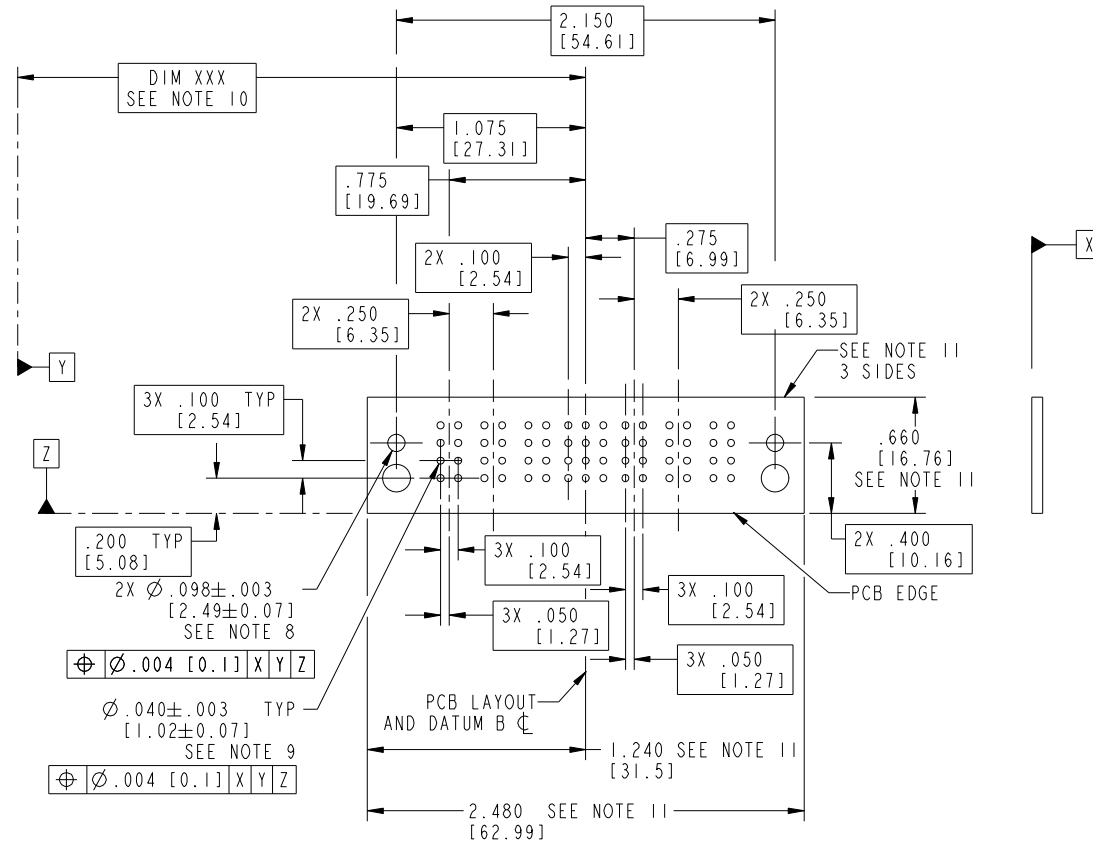 2.150
[54.61]
DIM XXX
SEE NOTE 10
1.075
[27.31]
.775
[19.69]
.275
[6.99]
X
2X .100
[2.54]
2X .250
[6.35]
2X .250
[6.35]
SEE NOTE 11
3 SIDES
Y
3X .100 TYP
[2.54]
.660
[16.76]
SEE NOTE 11
Z
.200 TYP
[5.08]
3X .100
[2.54]
2X .400
[10.16]
2X Ø.098±.003
[2.49±0.07]
SEE NOTE 8
3X .100
[2.54]
PCB EDGE
3X .050
[1.27]
⌖ Ø.004 [0.1] X Y Z
3X .050
[1.27]
PCB LAYOUT
AND DATUM B ℄
Ø.040±.003 TYP
[1.02±0.07]
SEE NOTE 9
1.240 SEE NOTE 11
[31.5]
⌖ Ø.004 [0.1] X Y Z
2.480 SEE NOTE 11
[62.99]